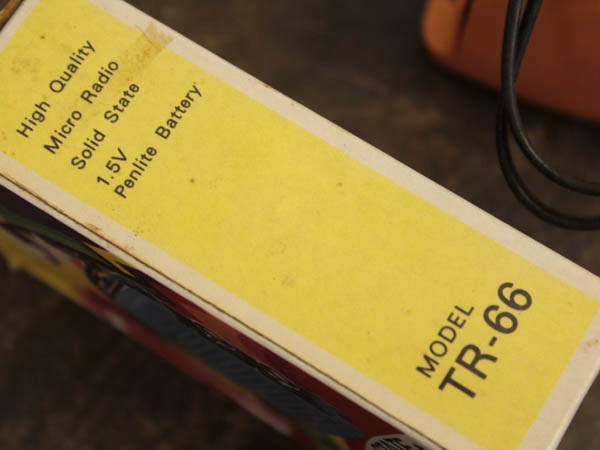 High Quality
Micro Radio
Solid State
1.5V
Penlite Battery
MODEL
TR-66